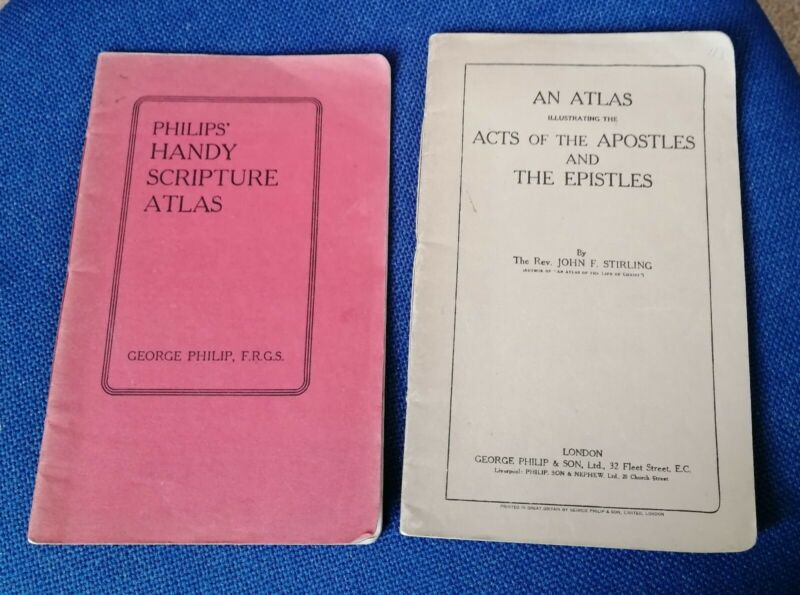 PHILIPS'
HANDY
SCRIPTURE
ATLAS
GEORGE PHILIP, F.R.G.S.
AN ATLAS
ILLUSTRATING THE
ACTS OF THE APOSTLES
AND
THE EPISTLES
By
The Rev. JOHN F. STIRLING
(AUTHOR OF "AN ATLAS OF THE LIFE OF CHRIST")
LONDON
GEORGE PHILIP & SON, Ltd., 32 Fleet Street, E.C.
Liverpool: PHILIP, SON & NEPHEW, Ltd., 20 Church Street
PRINTED IN GREAT BRITAIN BY GEORGE PHILIP & SON, LIMITED, LONDON